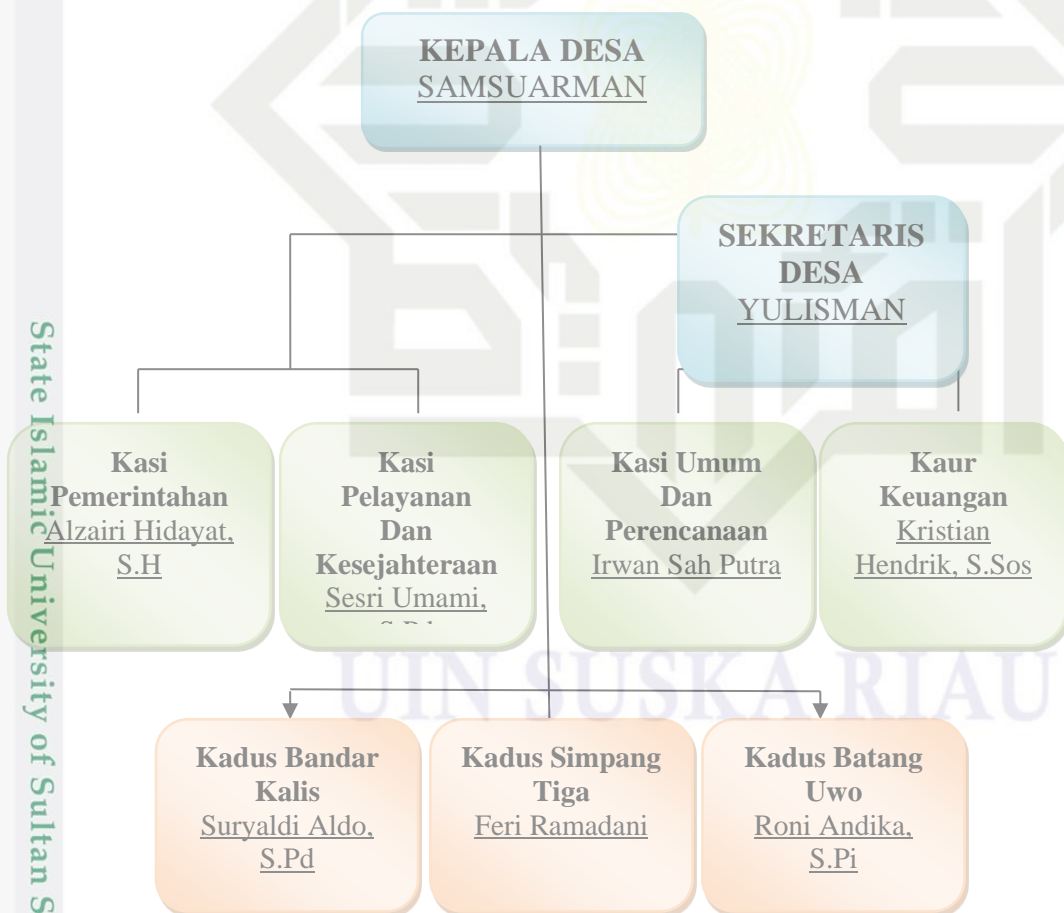 KEPALA DESA
SAMSUARMAN
SEKRETARIS
DESA
YULISMAN
Kasi
Pemerintahan
Alzairi Hidayat,
S.H
Kasi
Pelayanan
Dan
Kesejahteraan
Sesri Umami,
Kasi Umum
Dan
Perencanaan
Irwan Sah Putra
Kaur
Keuangan
Kristian
Hendrik, S.Sos
Kadus Bandar
Kalis
Suryaldi Aldo,
S.Pd
Kadus Simpang
Tiga
Feri Ramadani
Kadus Batang
Uwo
Roni Andika,
S.Pi
UIN SUSKA RIAU
State Islamic University of Sultan S